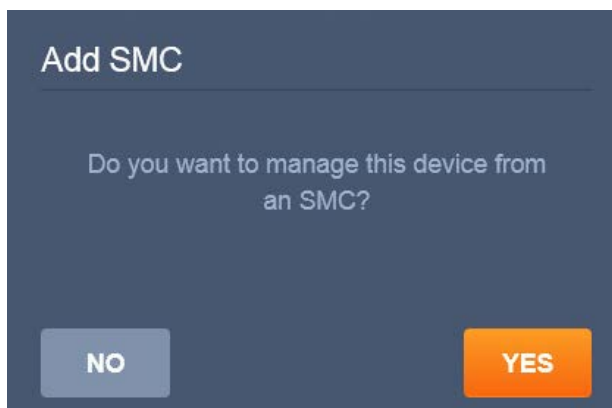 Add SMC
Do you want to manage this device from
an SMC?
NO
YES